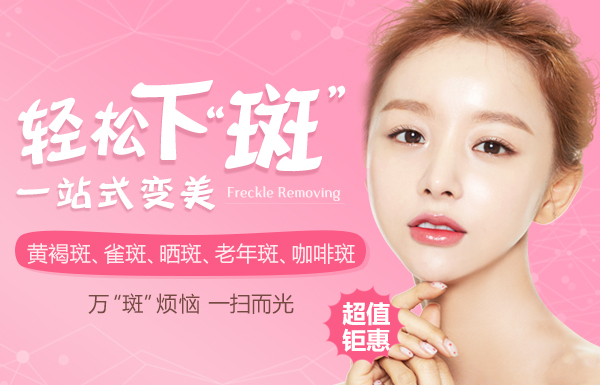 轻松下“斑”
一站式变美 Freckle Removing
黄褐斑、雀斑、晒斑、老年斑、咖啡斑
万“斑”烦恼 一扫而光
超值
钜惠